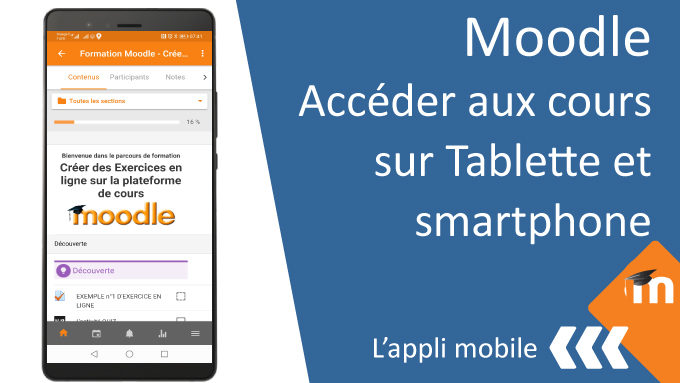 07:41
Formation Moodle - Crée...
Contenus Participants Notes
Toutes les sections
16 %
Bienvenue dans le parcours de formation
Créer des Exercices en
ligne sur la plateforme
de cours
moodle
Découverte
Découverte
EXEMPLE n°1 D'EXERCICE EN
LIGNE
Moodle
Accéder aux cours
sur Tablette et
smartphone
m
L'appli mobile